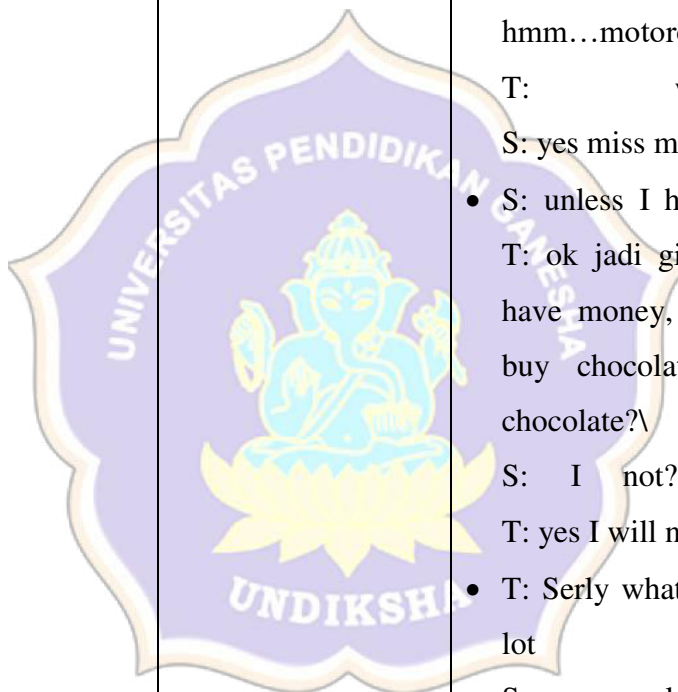 hmm…motor
T:
S: yes miss m
• S: unless I h
T: ok jadi gi
have money,
buy chocola
chocolate?\
S: I not?
T: yes I will n
• T: Serly what
lot
UNIVERSITAS PENDIDIKAN GANESHA
UNDIKSHA